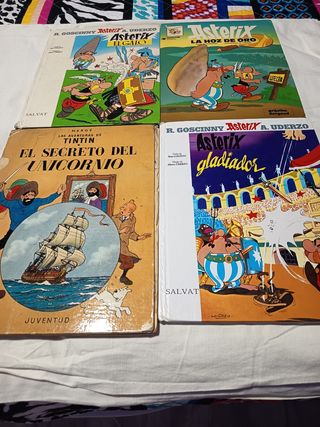 R. GOSCINNY Asterix A. UDERZO
Asterix
EL GALO
SALVAT
Asterix
LA HOZ DE ORO
HERGÉ
LAS AVENTURAS DE
TINTIN
EL SECRETO DEL
UNICORNIO
JUVENTUD
R. GOSCINNY Asterix A. UDERZO
Asterix
gladiador
SALVAT